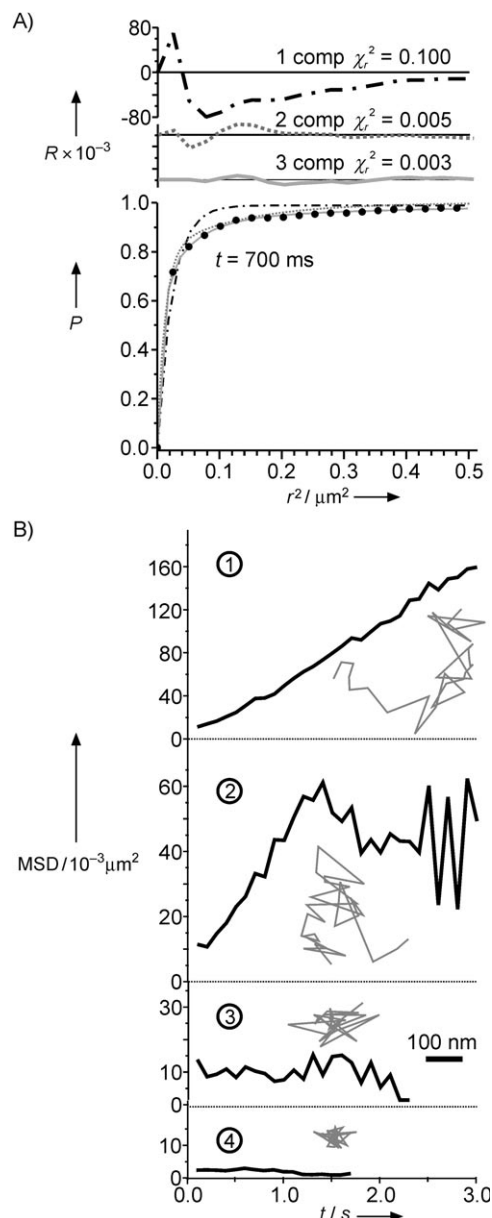 A)
80
0
-80
R × 10⁻³
1 comp χᵣ² = 0.100
2 comp χᵣ² = 0.005
3 comp χᵣ² = 0.003
1.0
0.8
0.6
0.4
0.2
0.0
P
t = 700 ms
0.0 0.1 0.2 0.3 0.4 0.5
r² / μm²
B)
①
160
120
80
40
0
②
60
40
20
0
MSD / 10⁻³ μm²
③
30
20
10
0
100 nm
④
10
0
0.0 1.0 2.0 3.0
t / s